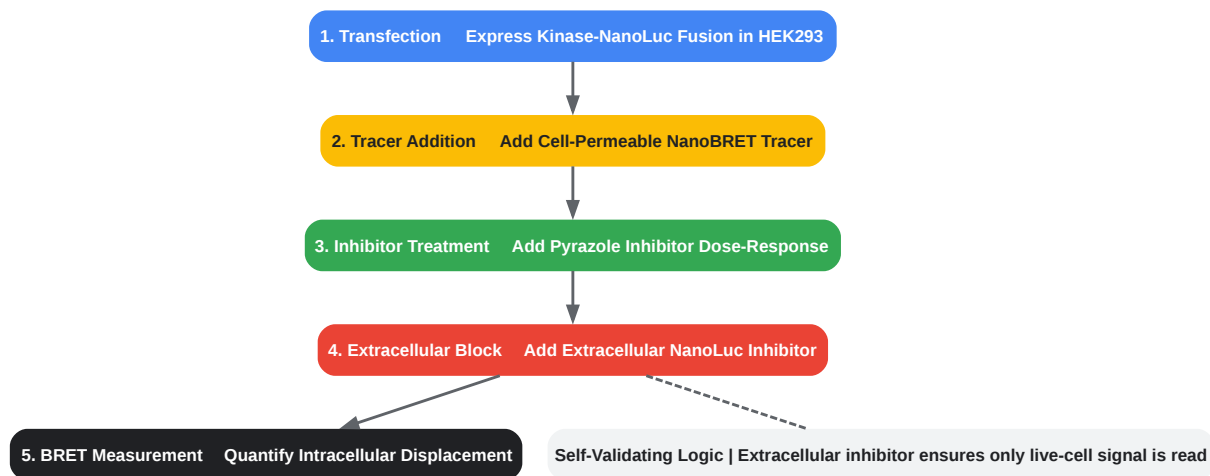 1. Transfection Express Kinase-NanoLuc Fusion in HEK293
2. Tracer Addition Add Cell-Permeable NanoBRET Tracer
3. Inhibitor Treatment Add Pyrazole Inhibitor Dose-Response
4. Extracellular Block Add Extracellular NanoLuc Inhibitor
5. BRET Measurement Quantify Intracellular Displacement
Self-Validating Logic | Extracellular inhibitor ensures only live-cell signal is read